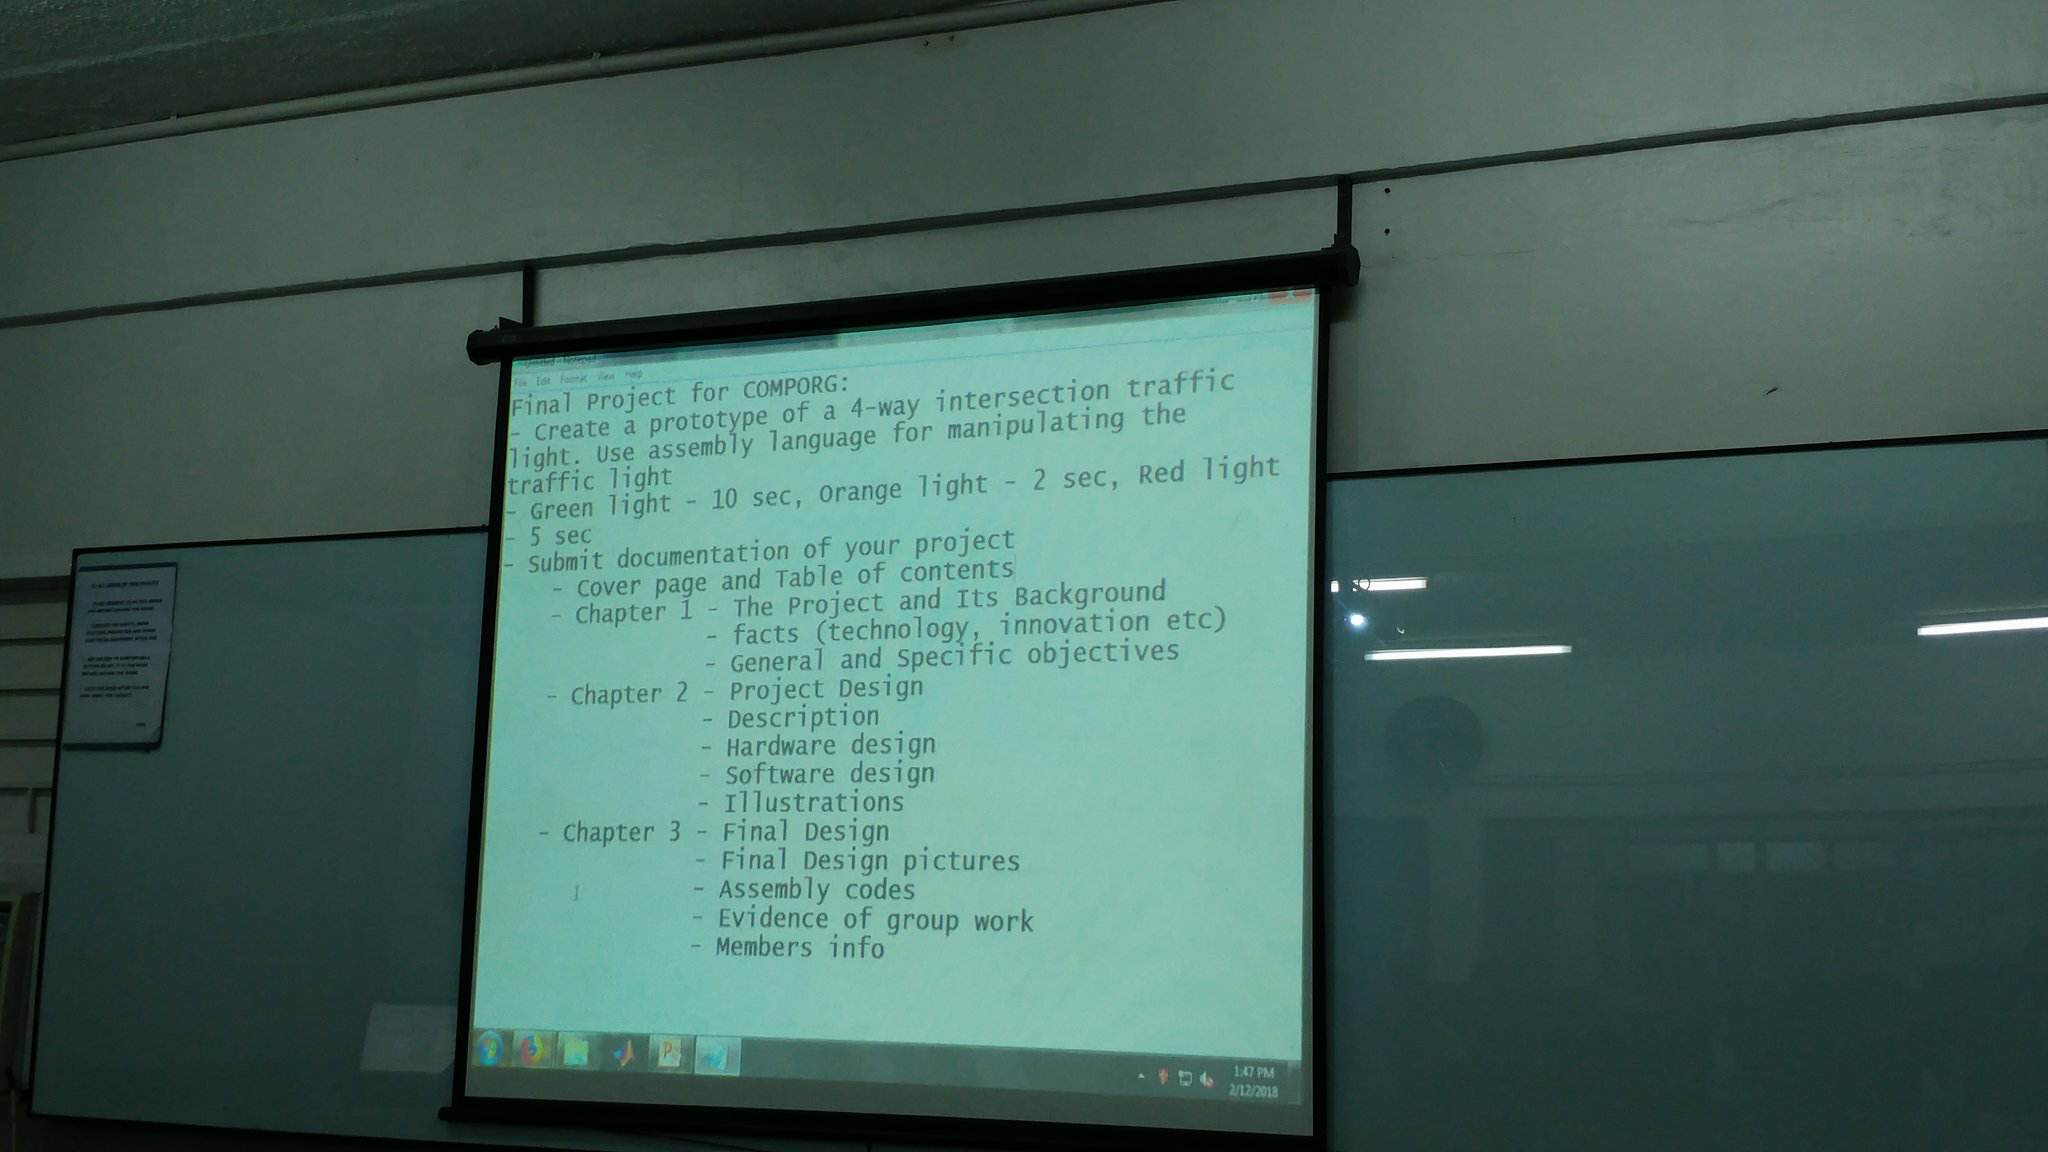 Untitled - Notepad
File Edit Format View Help
Final Project for COMPORG:
- Create a prototype of a 4-way intersection traffic
light. Use assembly language for manipulating the
traffic light
- Green light - 10 sec, Orange light - 2 sec, Red light
- 5 sec
- Submit documentation of your project
- Cover page and Table of contents
- Chapter 1 - The Project and Its Background
- facts (technology, innovation etc)
- General and Specific objectives
- Chapter 2 - Project Design
- Description
- Hardware design
- Software design
- Illustrations
- Chapter 3 - Final Design
- Final Design pictures
- Assembly codes
- Evidence of group work
- Members info
1:47 PM
2/12/2018